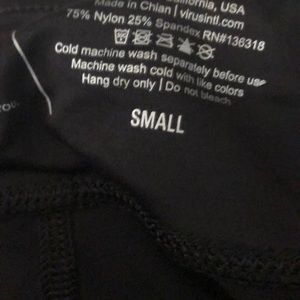 California, USA
Made in Chian | virusintl.com
75% Nylon 25% Spandex RN#136318
Cold machine wash separately before use
Machine wash cold with like colors
Hang dry only | Do not bleach
SMALL